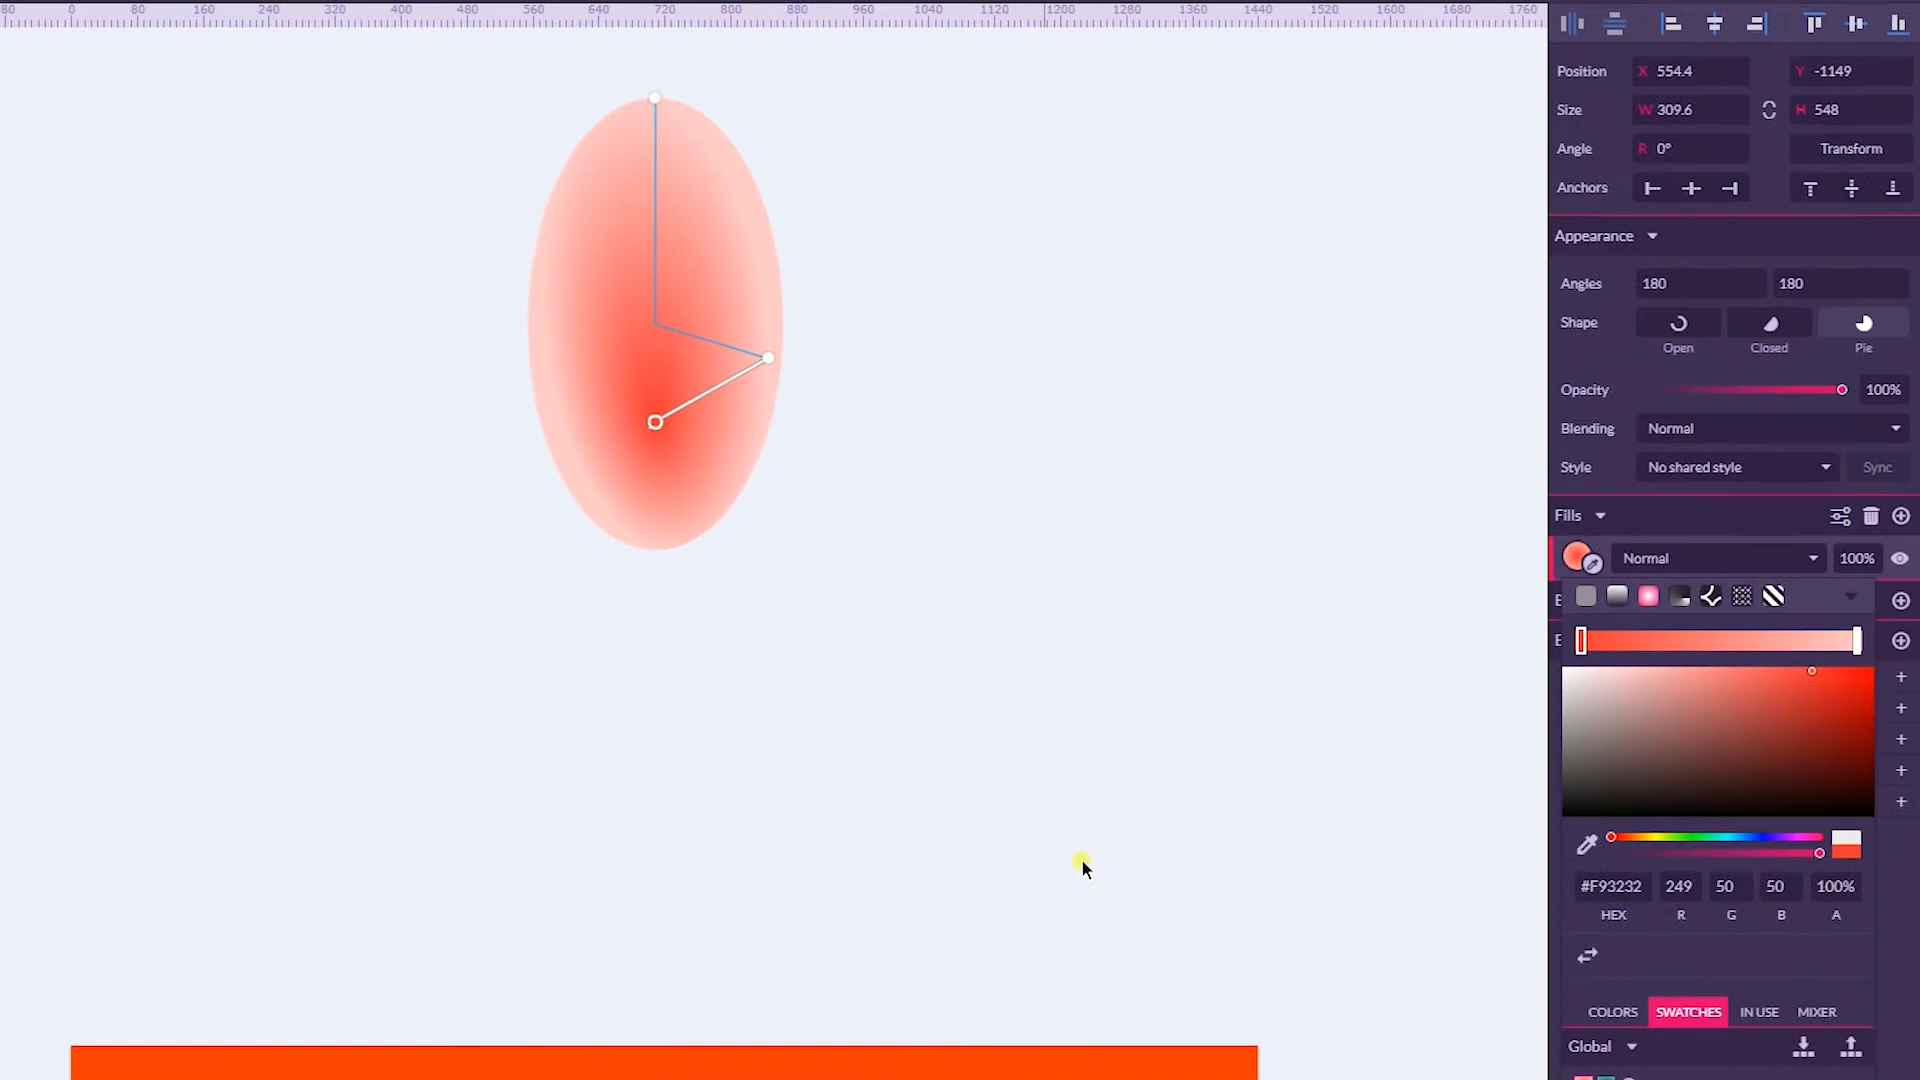 80 0 80 160 240 320 400 480 560 640 720 800 880 960 1040 1120 1200 1280 1360 1440 1520 1600 1680 1760
Position X 554.4 Y -1149
Size W 309.6 H 548
Angle R 0° Transform
Anchors
Appearance
Angles 180 180
Shape
Open Closed Pie
Opacity 100%
Blending Normal
Style No shared style Sync
Fills
Normal 100%
E
E
#F93232 249 50 50 100%
HEX R G B A
COLORS SWATCHES IN USE MIXER
Global